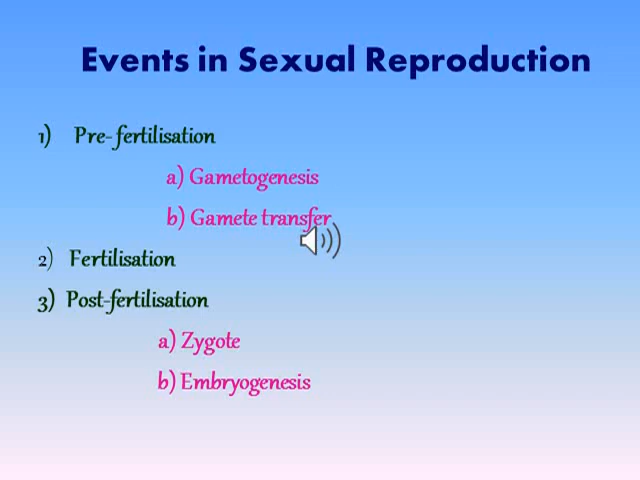 Events in Sexual Reproduction
1) Pre-fertilisation
a) Gametogenesis
b) Gamete transfer
2) Fertilisation
3) Post-fertilisation
a) Zygote
b) Embryogenesis